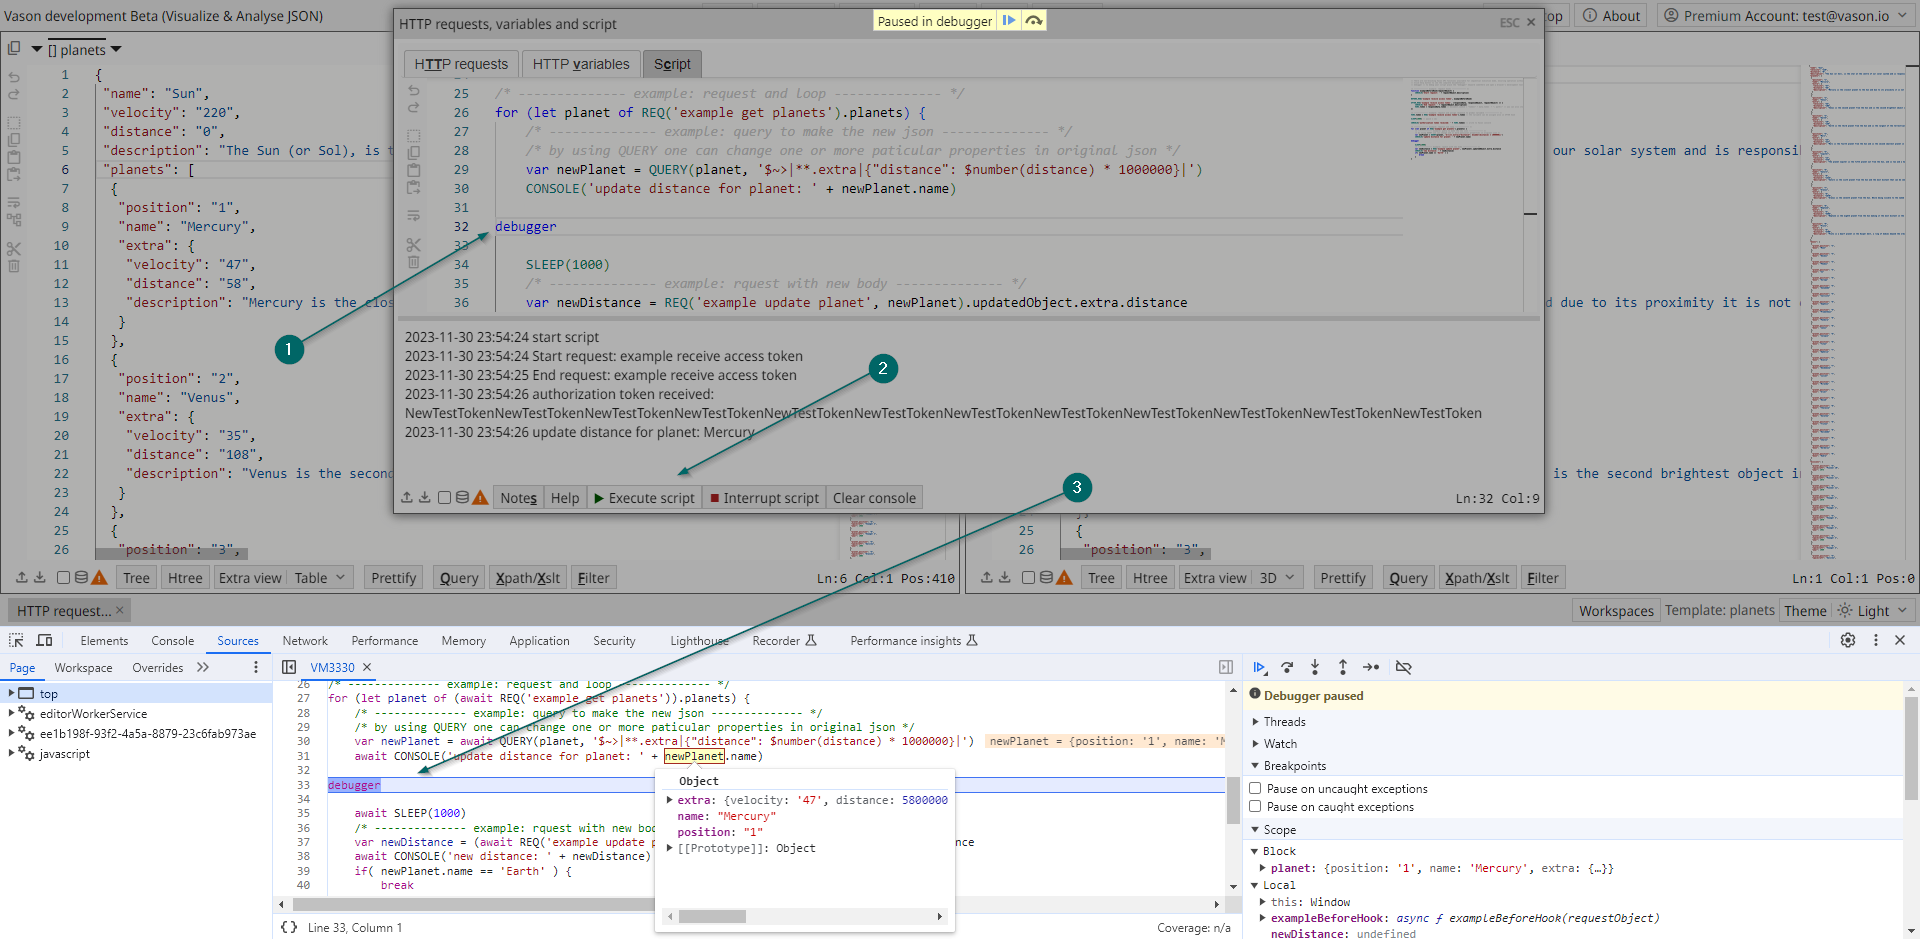 Vason development Beta (Visualize & Analyse JSON)
top
About
Premium Account: test@vason.io
[] planets
1 {
2 "name": "Sun",
3 "velocity": "220",
4 "distance": "0",
5 "description": "The Sun (or Sol), is t
6 "planets": [
7 {
8 "position": "1",
9 "name": "Mercury",
10 "extra": {
11 "velocity": "47",
12 "distance": "58",
13 "description": "Mercury is the clos
14 }
15 },
16 {
17 "position": "2",
18 "name": "Venus",
19 "extra": {
20 "velocity": "35",
21 "distance": "108",
22 "description": "Venus is the second
23 }
24 },
25 {
26 "position": "3",
Tree Htree Extra view Table Prettify Query Xpath/Xslt Filter Ln:6 Col:1 Pos:410
HTTP requests, variables and script
Paused in debugger
ESC ×
HTTP requests HTTP variables Script
25 /* -------------- example: request and loop -------------- */
26 for (let planet of REQ('example get planets').planets) {
27 /* -------------- example: query to make the new json -------------- */
28 /* by using QUERY one can change one or more paticular properties in original json */
29 var newPlanet = QUERY(planet, '$~>|**.extra|{"distance": $number(distance) * 1000000}|')
30 CONSOLE('update distance for planet: ' + newPlanet.name)
31
32 debugger
33
34 SLEEP(1000)
35 /* -------------- example: rquest with new body -------------- */
36 var newDistance = REQ('example update planet', newPlanet).updatedObject.extra.distance
2023-11-30 23:54:24 start script
2023-11-30 23:54:24 Start request: example receive access token
2023-11-30 23:54:25 End request: example receive access token
2023-11-30 23:54:26 authorization token received:
NewTestTokenNewTestTokenNewTestTokenNewTestTokenNewTestTokenNewTestTokenNewTestTokenNewTestTokenNewTestTokenNewTestTokenNewTestTokenNewTestToken
2023-11-30 23:54:26 update distance for planet: Mercury
Notes Help Execute script Interrupt script Clear console Ln:32 Col:9
1
2
3
our solar system and is responsi
d due to its proximity it is not
is the second brightest object i
25 {
26 "position": "3",
Tree Htree Extra view 3D Prettify Query Xpath/Xslt Filter Ln:1 Col:1 Pos:0
HTTP request... ×
Workspaces Template: planets Theme Light
Elements Console Sources Network Performance Memory Application Security Lighthouse Recorder Performance insights
Page Workspace Overrides
top
editorWorkerService
ee1b198f-93f2-4a5a-8879-23c6fab973ae
javascript
VM3330 ×
26 /* -------------- example: request and loop -------------- */
27 for (let planet of (await REQ('example get planets')).planets) {
28 /* -------------- example: query to make the new json -------------- */
29 /* by using QUERY one can change one or more paticular properties in original json */
30 var newPlanet = await QUERY(planet, '$~>|**.extra|{"distance": $number(distance) * 1000000}|') newPlanet = {position: '1', name: 'M
31 await CONSOLE('update distance for planet: ' + newPlanet.name)
32
33 debugger
34
35 await SLEEP(1000)
36 /* -------------- example: rquest with new bo
37 var newDistance = (await REQ('example update p nce
38 await CONSOLE('new distance: ' + newDistance)
39 if( newPlanet.name == 'Earth' ) {
40 break
Object
extra: {velocity: '47', distance: 5800000
name: "Mercury"
position: "1"
[[Prototype]]: Object
{} Line 33, Column 1
Coverage: n/a
Debugger paused
Threads
Watch
Breakpoints
Pause on uncaught exceptions
Pause on caught exceptions
Scope
Block
planet: {position: '1', name: 'Mercury', extra: {…}}
Local
this: Window
exampleBeforeHook: async ƒ exampleBeforeHook(requestObject)
newDistance: undefined